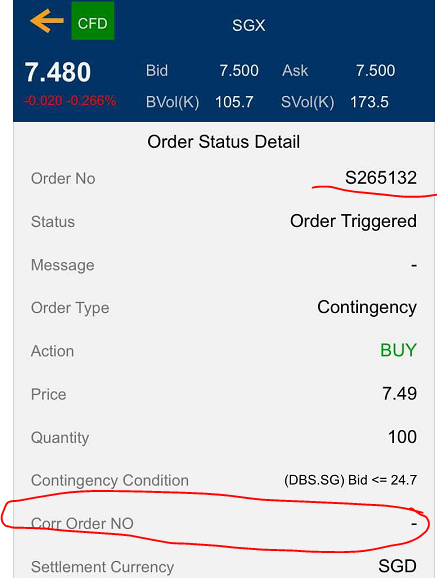 CFD SGX
7.480 Bid 7.500 Ask 7.500
-0.020 -0.266% BVol(K) 105.7 SVol(K) 173.5
Order Status Detail
Order No S265132
Status Order Triggered
Message -
Order Type Contingency
Action BUY
Price 7.49
Quantity 100
Contingency Condition (DBS.SG) Bid <= 24.7
Corr Order NO -
Settlement Currency SGD